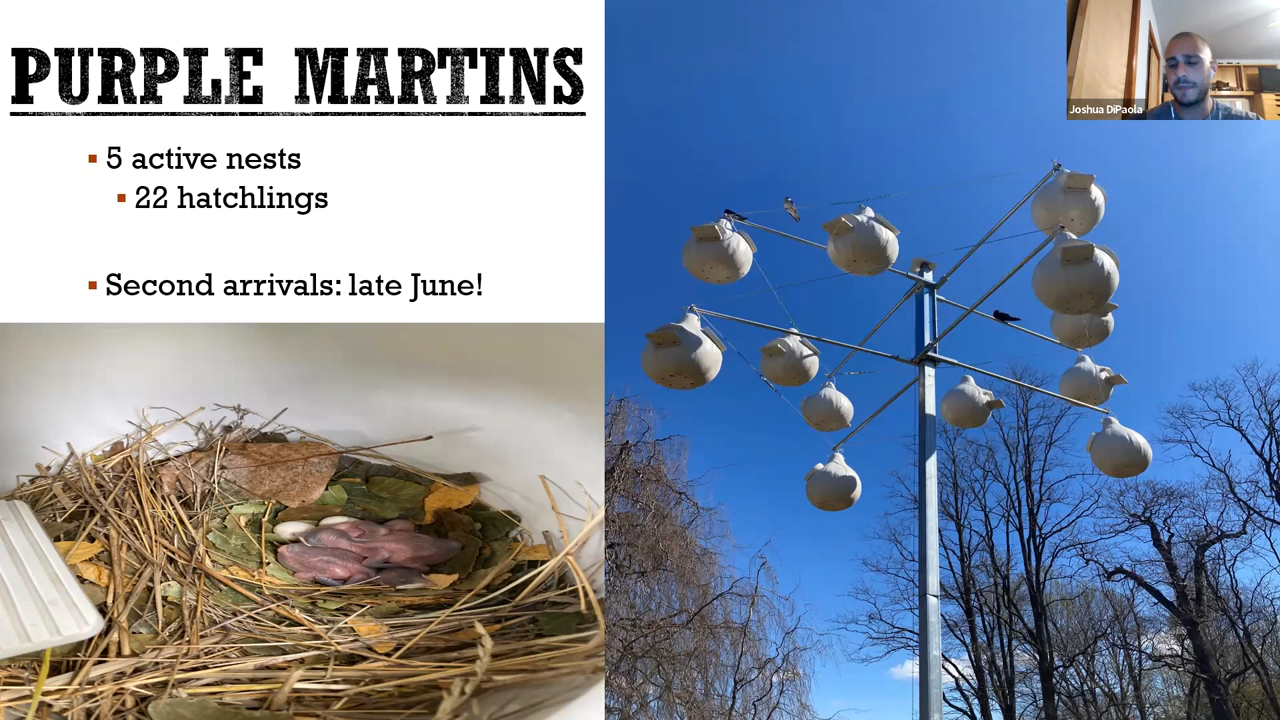 PURPLE MARTINS
5 active nests
22 hatchlings
Second arrivals: late June!
Joshua DiPaola